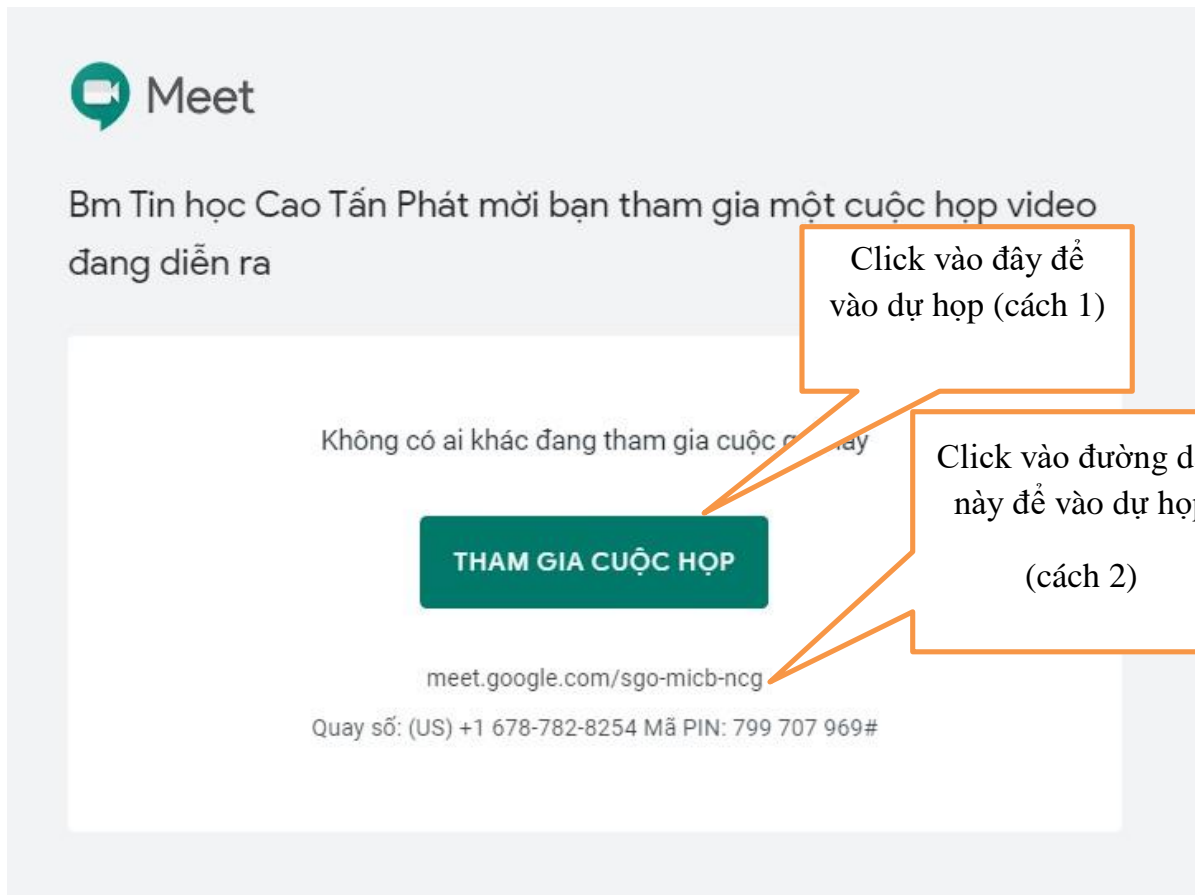 Meet
Bm Tin học Cao Tấn Phát mời bạn tham gia một cuộc họp video
đang diễn ra
Click vào đây để
vào dự họp (cách 1)
Không có ai khác đang tham gia cuộc
Click vào đường
này để vào dự
(cách 2)
THAM GIA CUỘC HỌP
meet.google.com/sgo-micb-ncg
Quay số: (US) +1 678-782-8254 Mã PIN: 799 707 969#